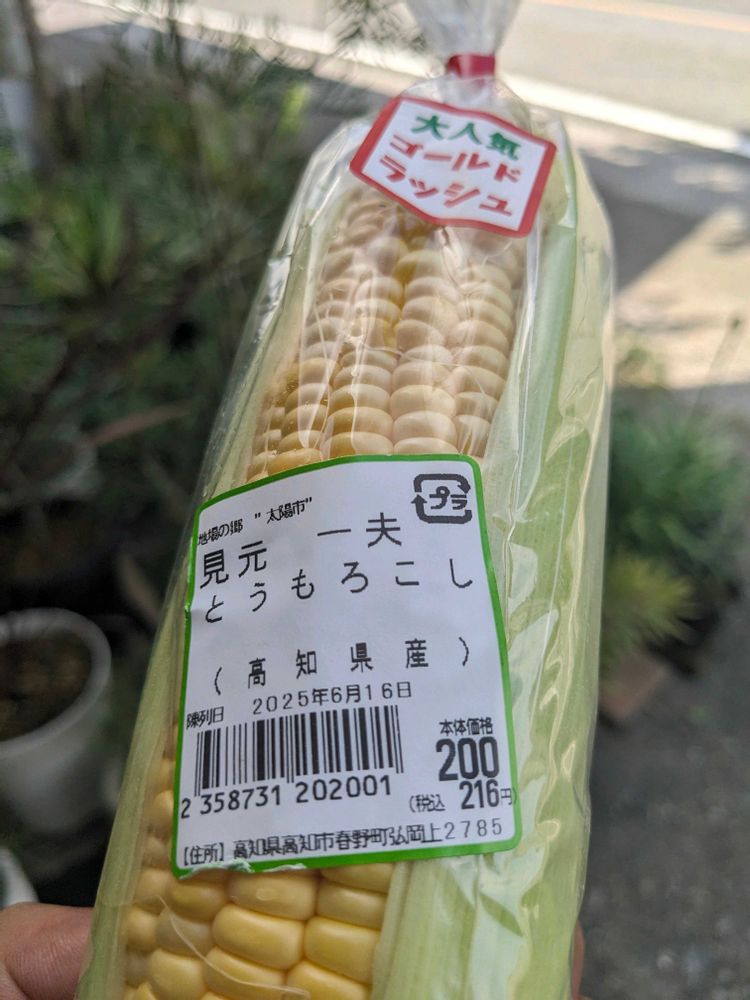 大人気
ゴールド
ラッシュ
プラ
地場の郷 "太陽市"
見元 一夫
とうもろこし
(高知県産)
陳列日 2025年6月16日
本体価格
200
2 358731 202001
(税込 216円)
【住所】高知県高知市春野町弘岡上2785